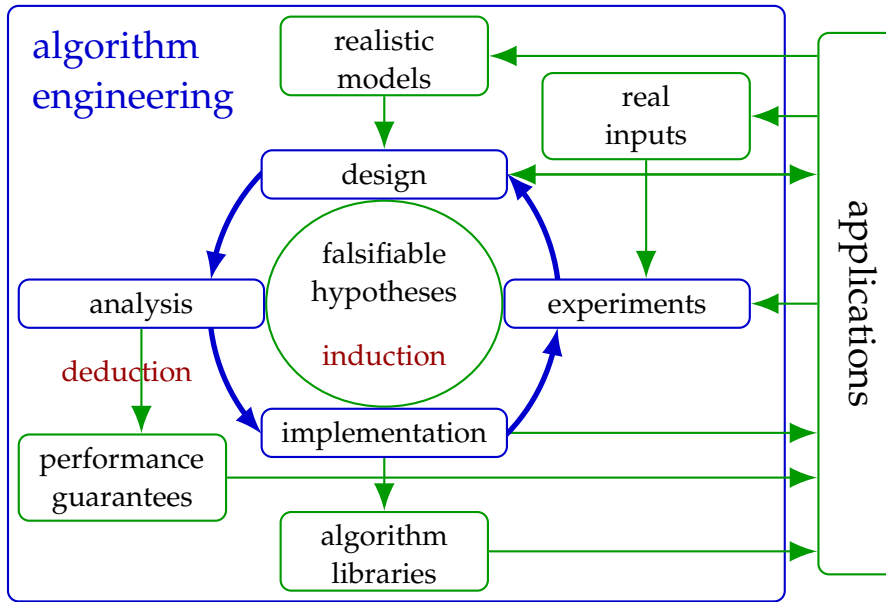 algorithm
engineering
realistic
models
real
inputs
design
falsifiable
hypotheses
analysis
experiments
applications
deduction
induction
implementation
performance
guarantees
algorithm
libraries